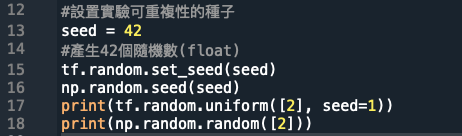 12 #設置實驗可重複性的種子
13 seed = 42
14 #產生42個隨機數(float)
15 tf.random.set_seed(seed)
16 np.random.seed(seed)
17 print(tf.random.uniform([2], seed=1))
18 print(np.random.random([2]))